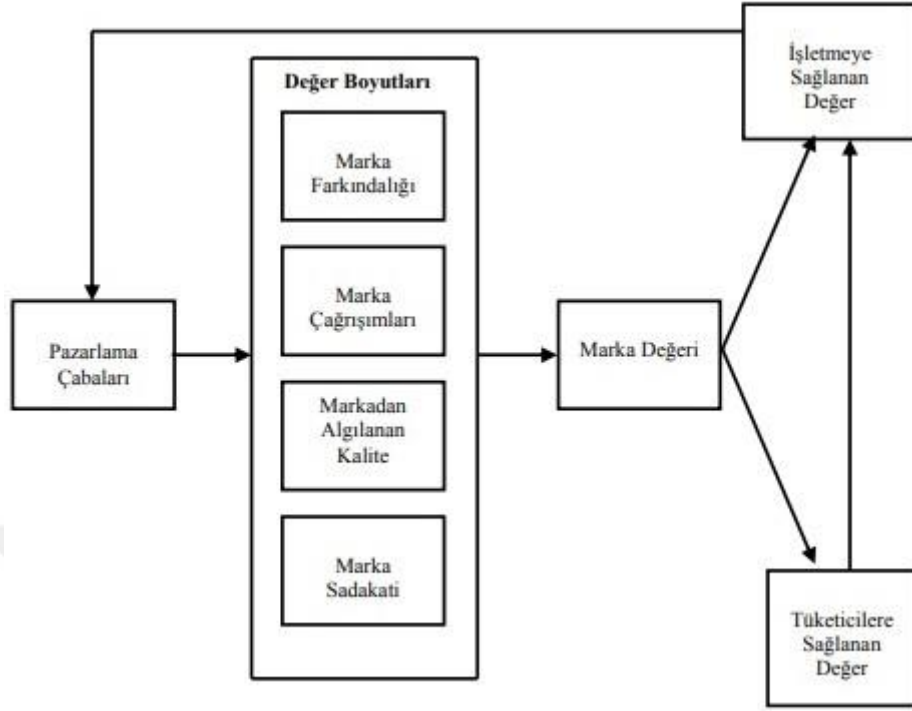 Değer Boyutları
Marka
Farkındalığı
Marka
Çağrışımları
Markadan
Algılanan
Kalite
Marka
Sadakati
Pazarlama
Çabaları
Marka Değeri
İşletmeye
Sağlanan
Değer
Tüketicilere
Sağlanan
Değer